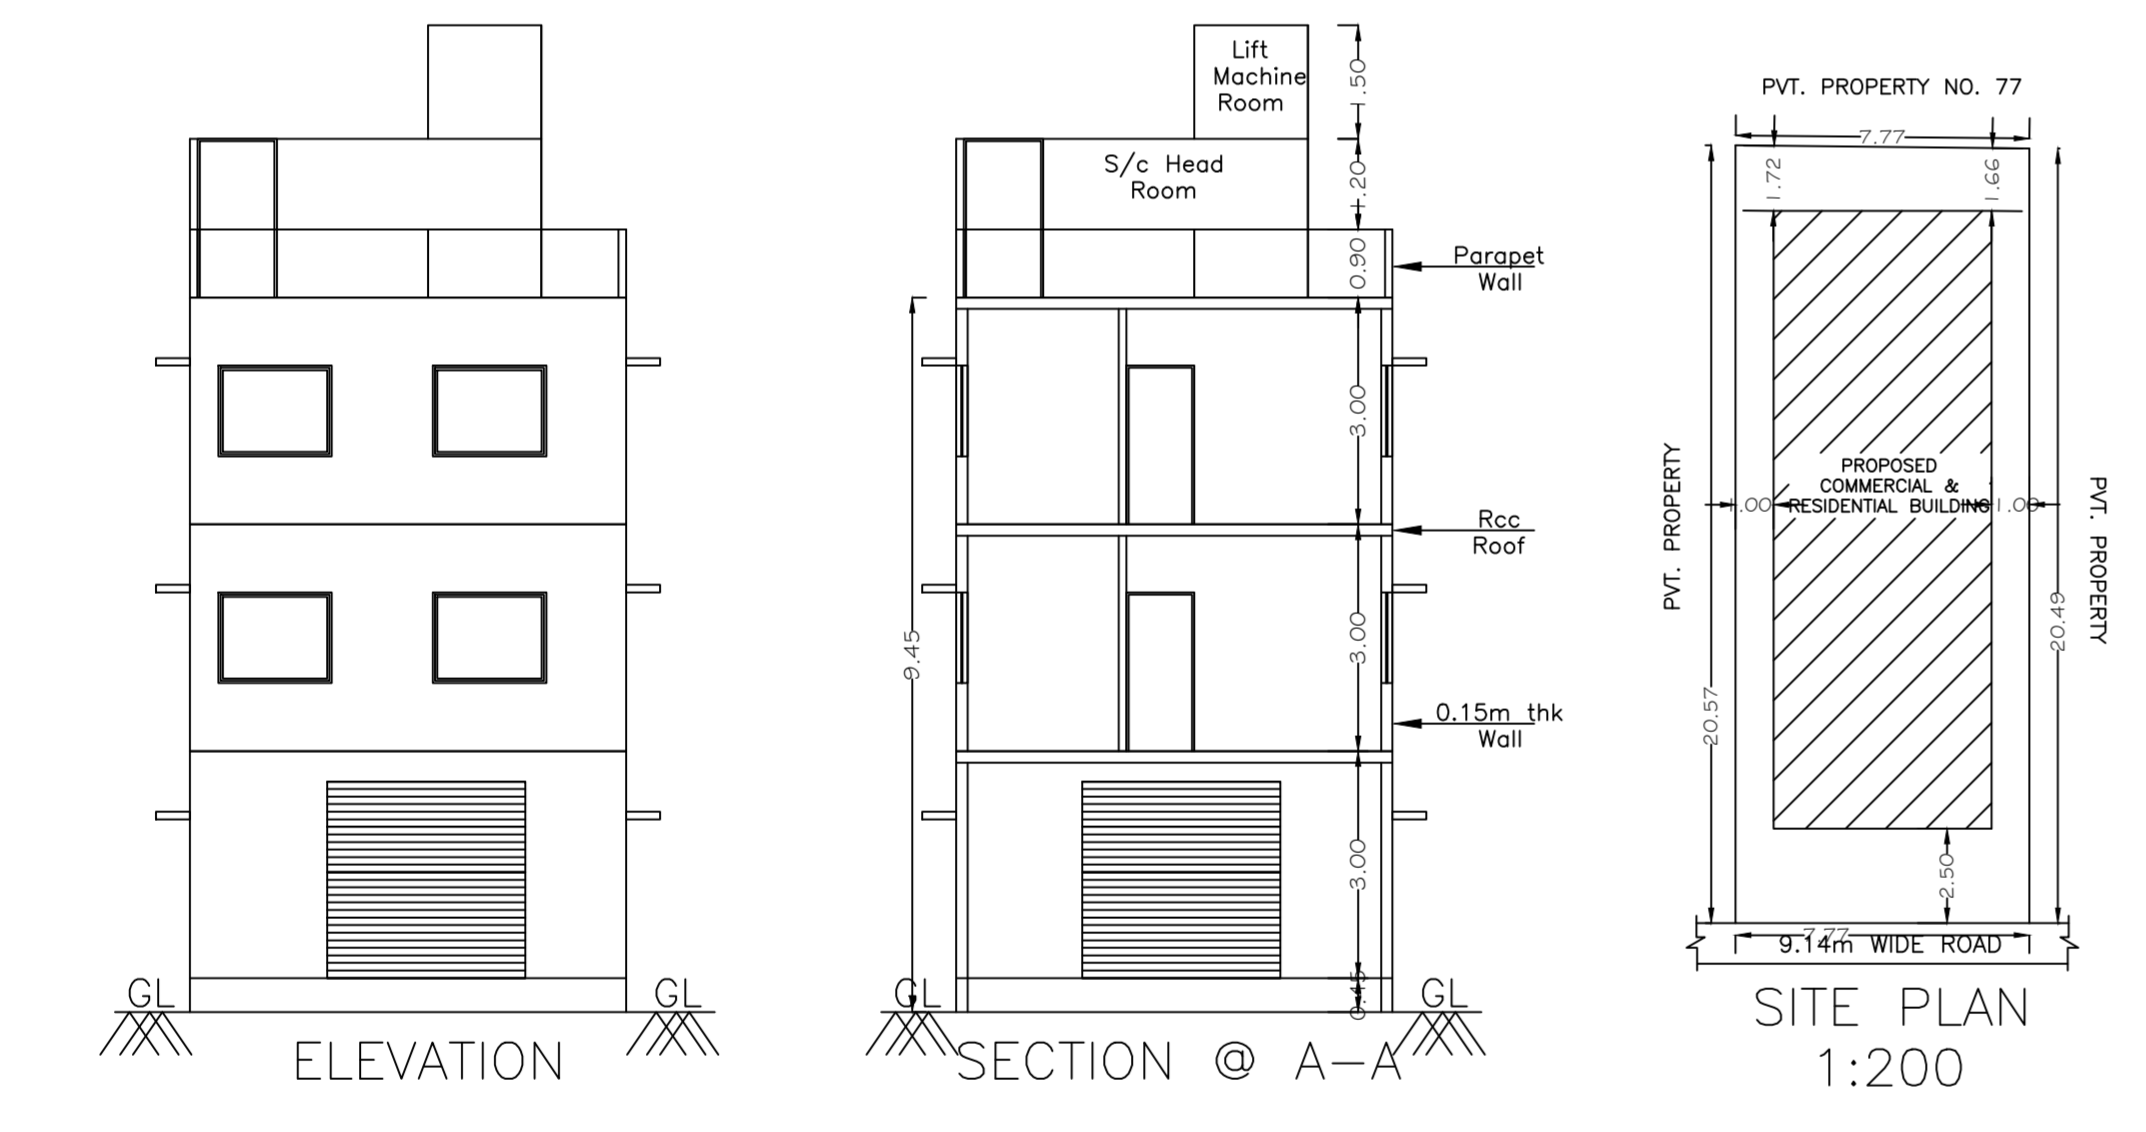 Lift
Machine
Room
1.50
S/c Head
Room
1.20
0.90
Parapet
Wall
3.00
Rcc
Roof
9.45
3.00
0.15m thk
Wall
3.00
0.45
GL
GL
GL
GL
ELEVATION
SECTION @ A-A
PVT. PROPERTY NO. 77
7.77
1.72
1.66
PVT. PROPERTY
20.57
PROPOSED
COMMERCIAL &
RESIDENTIAL BUILDING
1.00
1.00
20.49
PVT. PROPERTY
2.50
7.77
9.14m WIDE ROAD
SITE PLAN
1:200